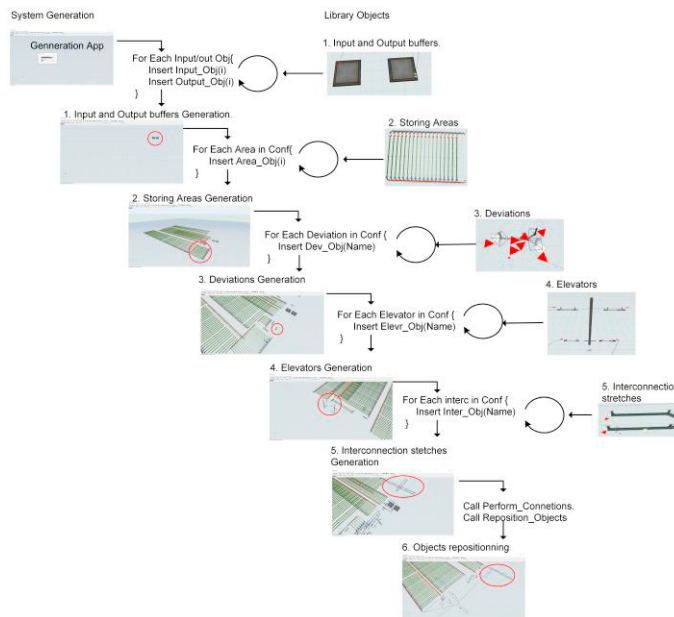 System Generation
Library Objects
Genneration App
For Each Input/out Obj{
Insert Input_Obj(i)
Insert Output_Obj(i)
}
1. Input and Output buffers.
1. Input and Output buffers Generation.
For Each Area in Conf{
Insert Area_Obj(i)
}
2. Storing Areas
2. Storing Areas Generation
For Each Deviation in Conf {
Insert Dev_Obj(Name)
}
3. Deviations
3. Deviations Generation
For Each Elevator in Conf {
Insert Elevr_Obj(Name)
}
4. Elevators
4. Elevators Generation
For Each interc in Conf {
Insert Inter_Obj(Name)
}
5. Interconnection
stretches
5. Interconnection stetches
Generation
Call Perform_Connetions.
Call Reposition_Objects
6. Objects repositionning